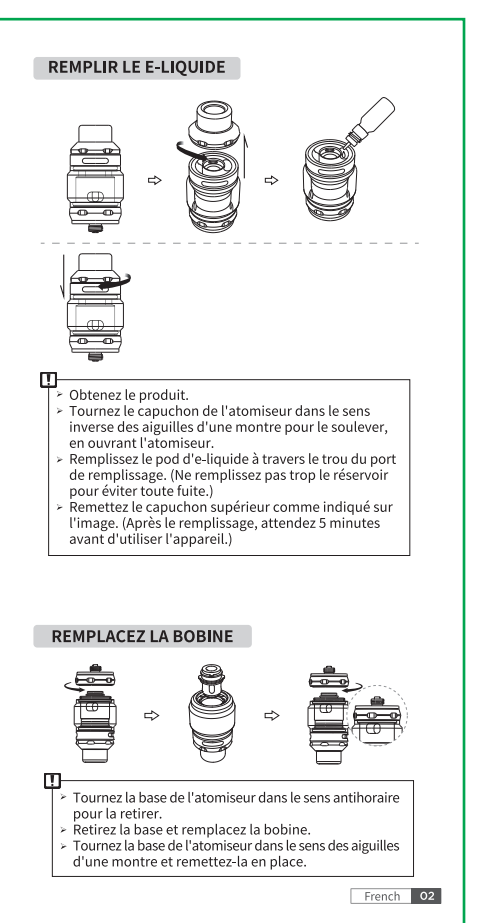 REMPLIR LE E-LIQUIDE
Obtenez le produit.
Tournez le capuchon de l'atomiseur dans le sens
inverse des aiguilles d'une montre pour le soulever,
en ouvrant l'atomiseur.
Remplissez le pod d'e-liquide à travers le trou du port
de remplissage. (Ne remplissez pas trop le réservoir
pour éviter toute fuite.)
Remettez le capuchon supérieur comme indiqué sur
l'image. (Après le remplissage, attendez 5 minutes
avant d'utiliser l'appareil.)
REMPLACEZ LA BOBINE
Tournez la base de l'atomiseur dans le sens antihoraire
pour la retirer.
Retirez la base et remplacez la bobine.
Tournez la base de l'atomiseur dans le sens des aiguilles
d'une montre et remettez-la en place.
French 02